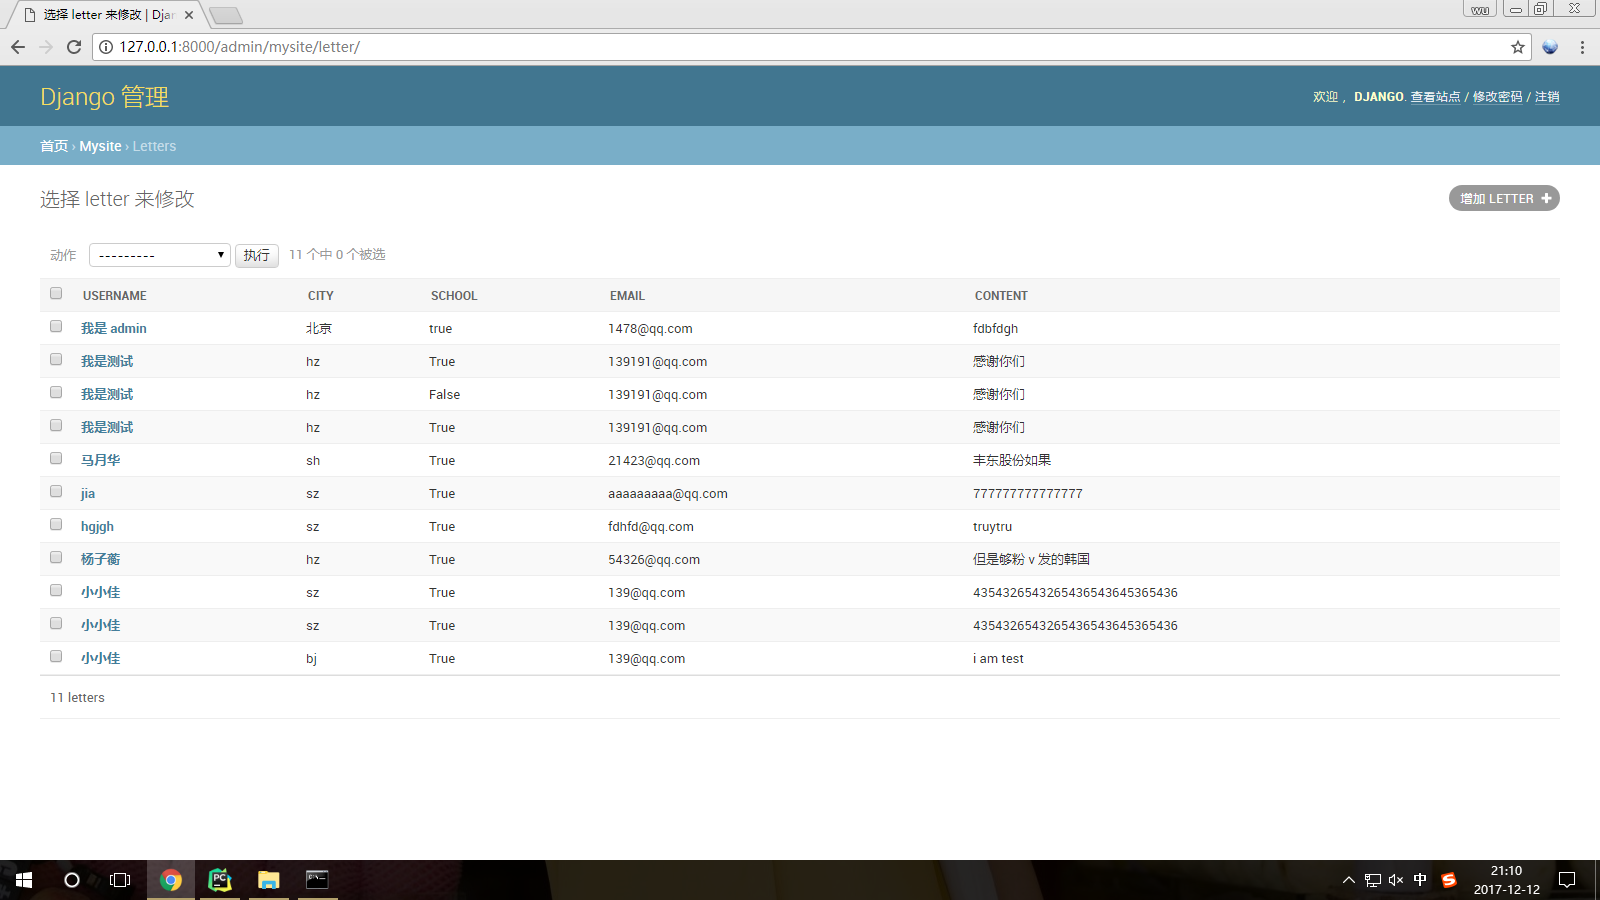 选择 letter 来修改 | Djar
wu
127.0.0.1:8000/admin/mysite/letter/
Django 管理
欢迎， DJANGO. 查看站点 / 修改密码 / 注销
首页 › Mysite › Letters
选择 letter 来修改
增加 LETTER
动作 --------- 执行 11 个中 0 个被选
USERNAME CITY SCHOOL EMAIL CONTENT
我是 admin 北京 true 1478@qq.com fdbfdgh
我是测试 hz True 139191@qq.com 感谢你们
我是测试 hz False 139191@qq.com 感谢你们
我是测试 hz True 139191@qq.com 感谢你们
马月华 sh True 21423@qq.com 丰东股份如果
jia sz True aaaaaaaaa@qq.com 777777777777777
hgjgh sz True fdhfd@qq.com truytru
杨子蘅 hz True 54326@qq.com 但是够粉 v 发的韩国
小小佳 sz True 139@qq.com 4354326543265436543645365436
小小佳 sz True 139@qq.com 4354326543265436543645365436
小小佳 bj True 139@qq.com i am test
11 letters
中
21:10
2017-12-12